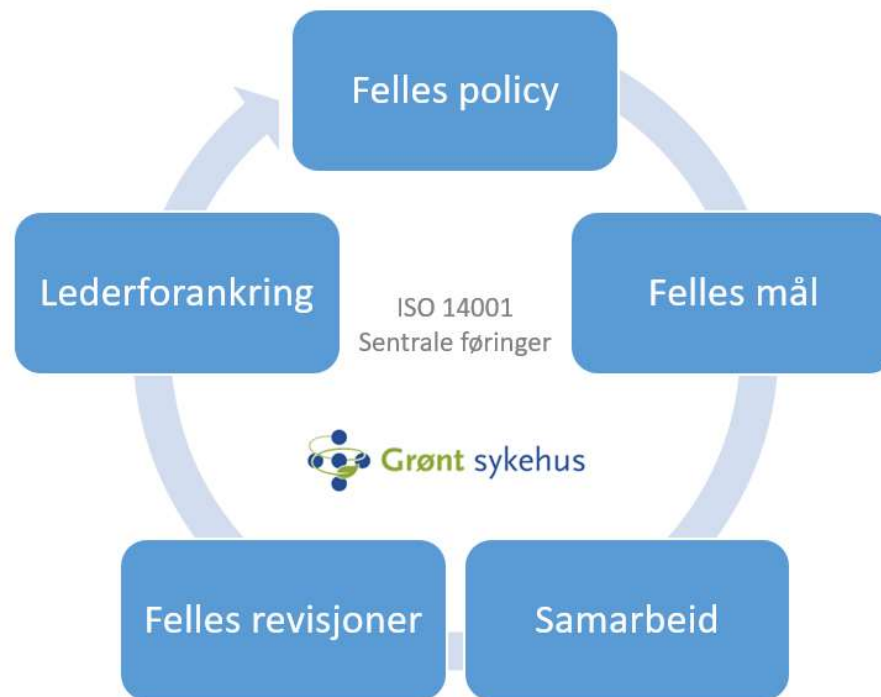 Felles policy
Felles mål
Samarbeid
Felles revisjoner
Lederforankring
ISO 14001
Sentrale føringer
Grønt sykehus